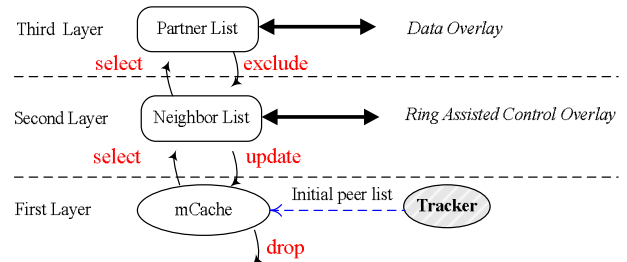 Third Layer
Partner List
Data Overlay
select
exclude
Second Layer
Neighbor List
Ring Assisted Control Overlay
select
update
First Layer
mCache
Initial peer list
Tracker
drop